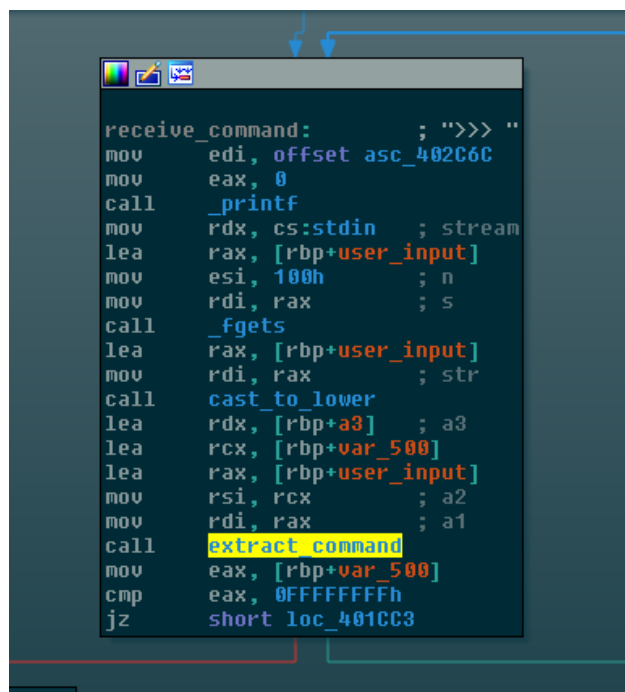 receive_command: ; ">>> "
mov edi, offset asc_402C6C
mov eax, 0
call _printf
mov rdx, cs:stdin ; stream
lea rax, [rbp+user_input]
mov esi, 100h ; n
mov rdi, rax ; s
call _fgets
lea rax, [rbp+user_input]
mov rdi, rax ; str
call cast_to_lower
lea rdx, [rbp+a3] ; a3
lea rcx, [rbp+var_500]
lea rax, [rbp+user_input]
mov rsi, rcx ; a2
mov rdi, rax ; a1
call extract_command
mov eax, [rbp+var_500]
cmp eax, 0FFFFFFFFh
jz short loc_401CC3